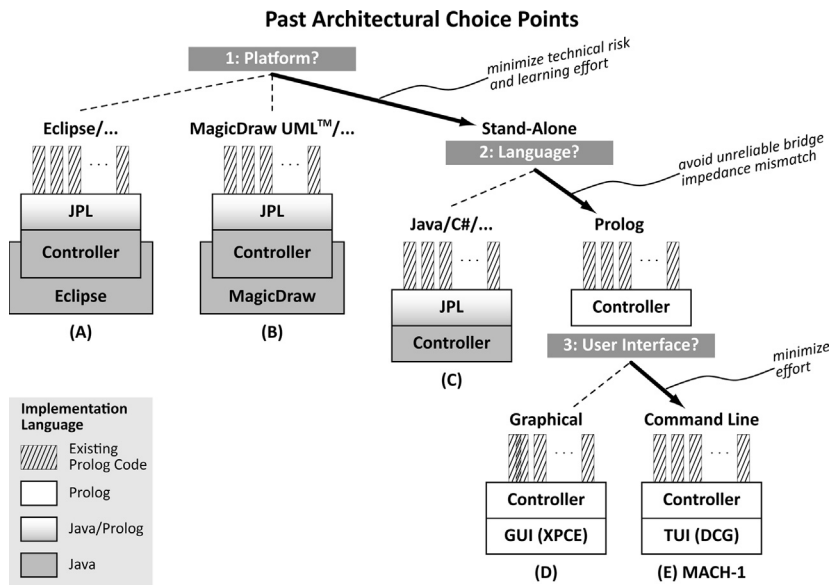 Past Architectural Choice Points
1: Platform?
minimize technical risk
and learning effort
Eclipse/...
MagicDraw UML™/...
Stand-Alone
2: Language?
avoid unreliable bridge
impedance mismatch
...
...
JPL
JPL
Java/C#/...
Prolog
Controller
Controller
...
...
Eclipse
MagicDraw
JPL
Controller
(A)
(B)
Controller
3: User Interface?
(C)
minimize
effort
Implementation
Language
Graphical
Command Line
Existing
Prolog Code
...
...
Prolog
Controller
Controller
Java/Prolog
GUI (XPCE)
TUI (DCG)
Java
(D)
(E) MACH-1